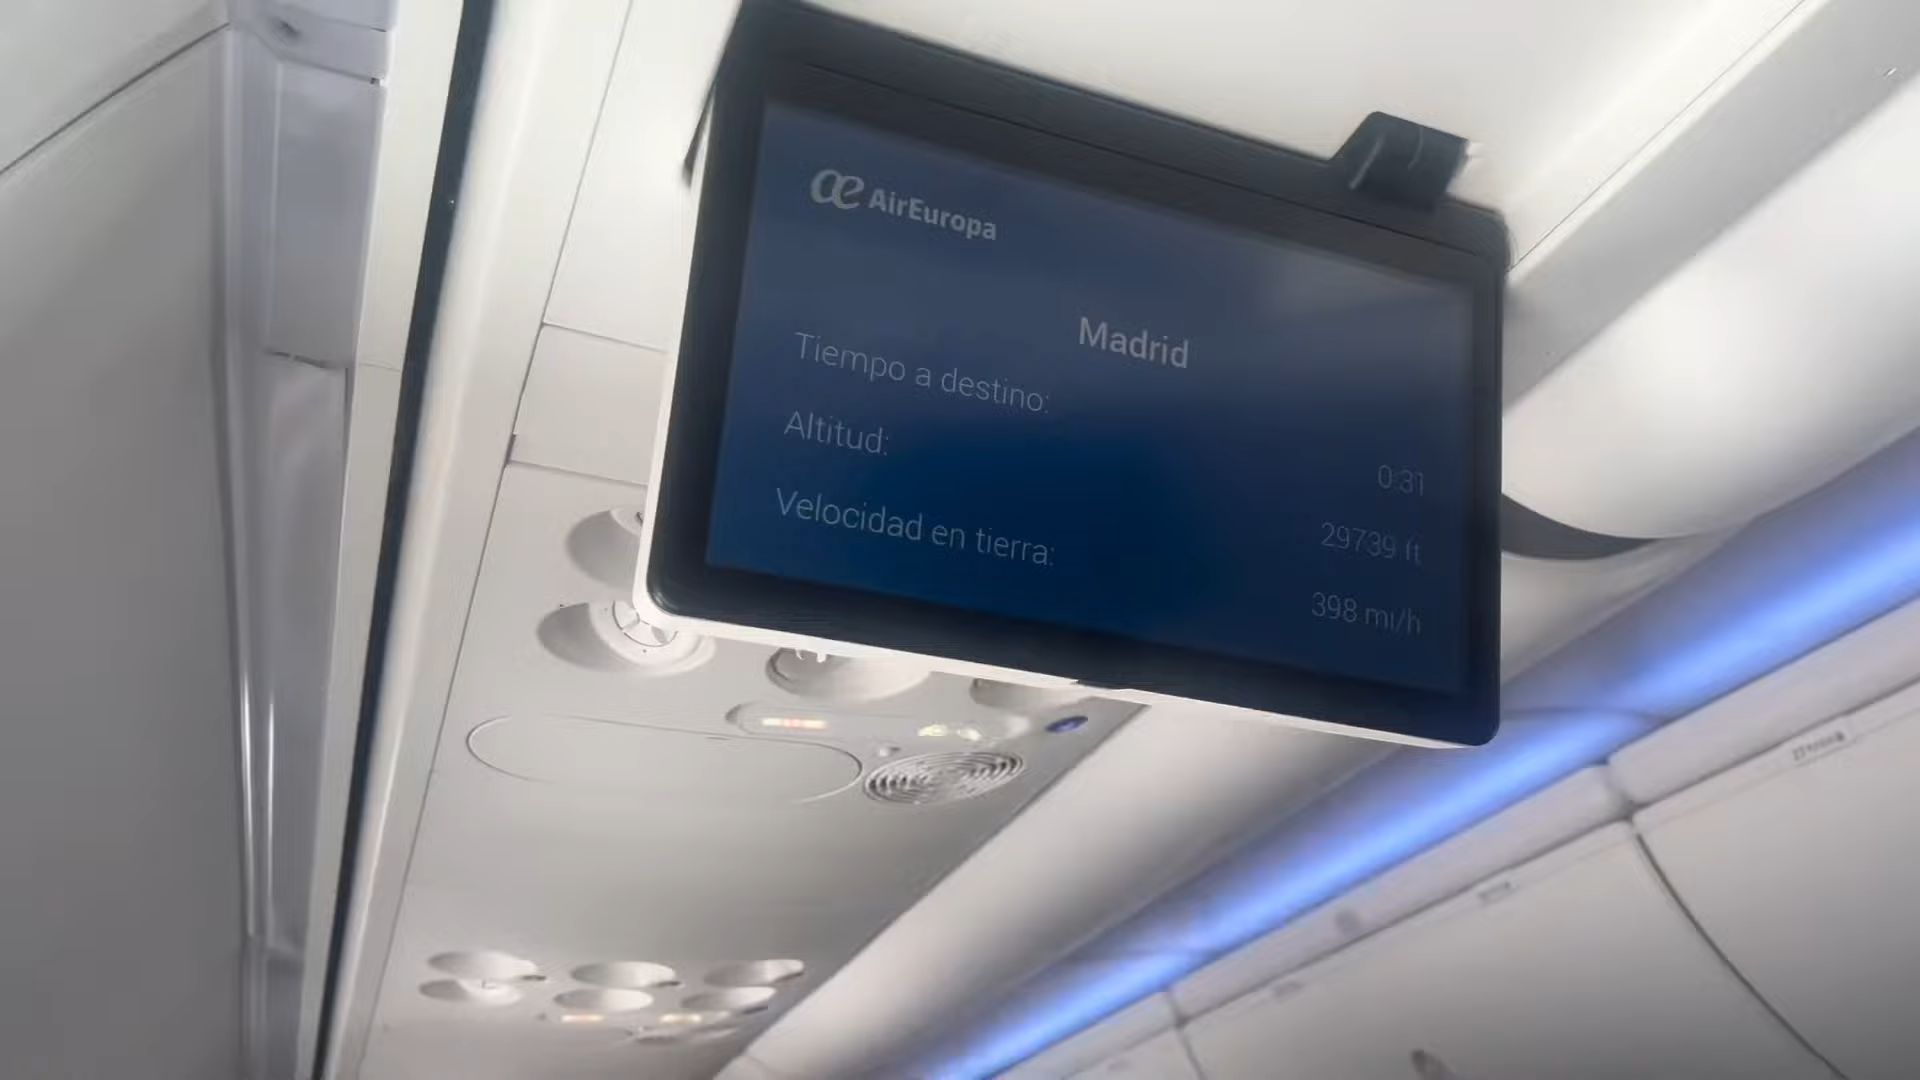 AirEuropa
Madrid
Tiempo a destino: 0:31
Altitud: 29739 ft
Velocidad en tierra: 398 mi/h